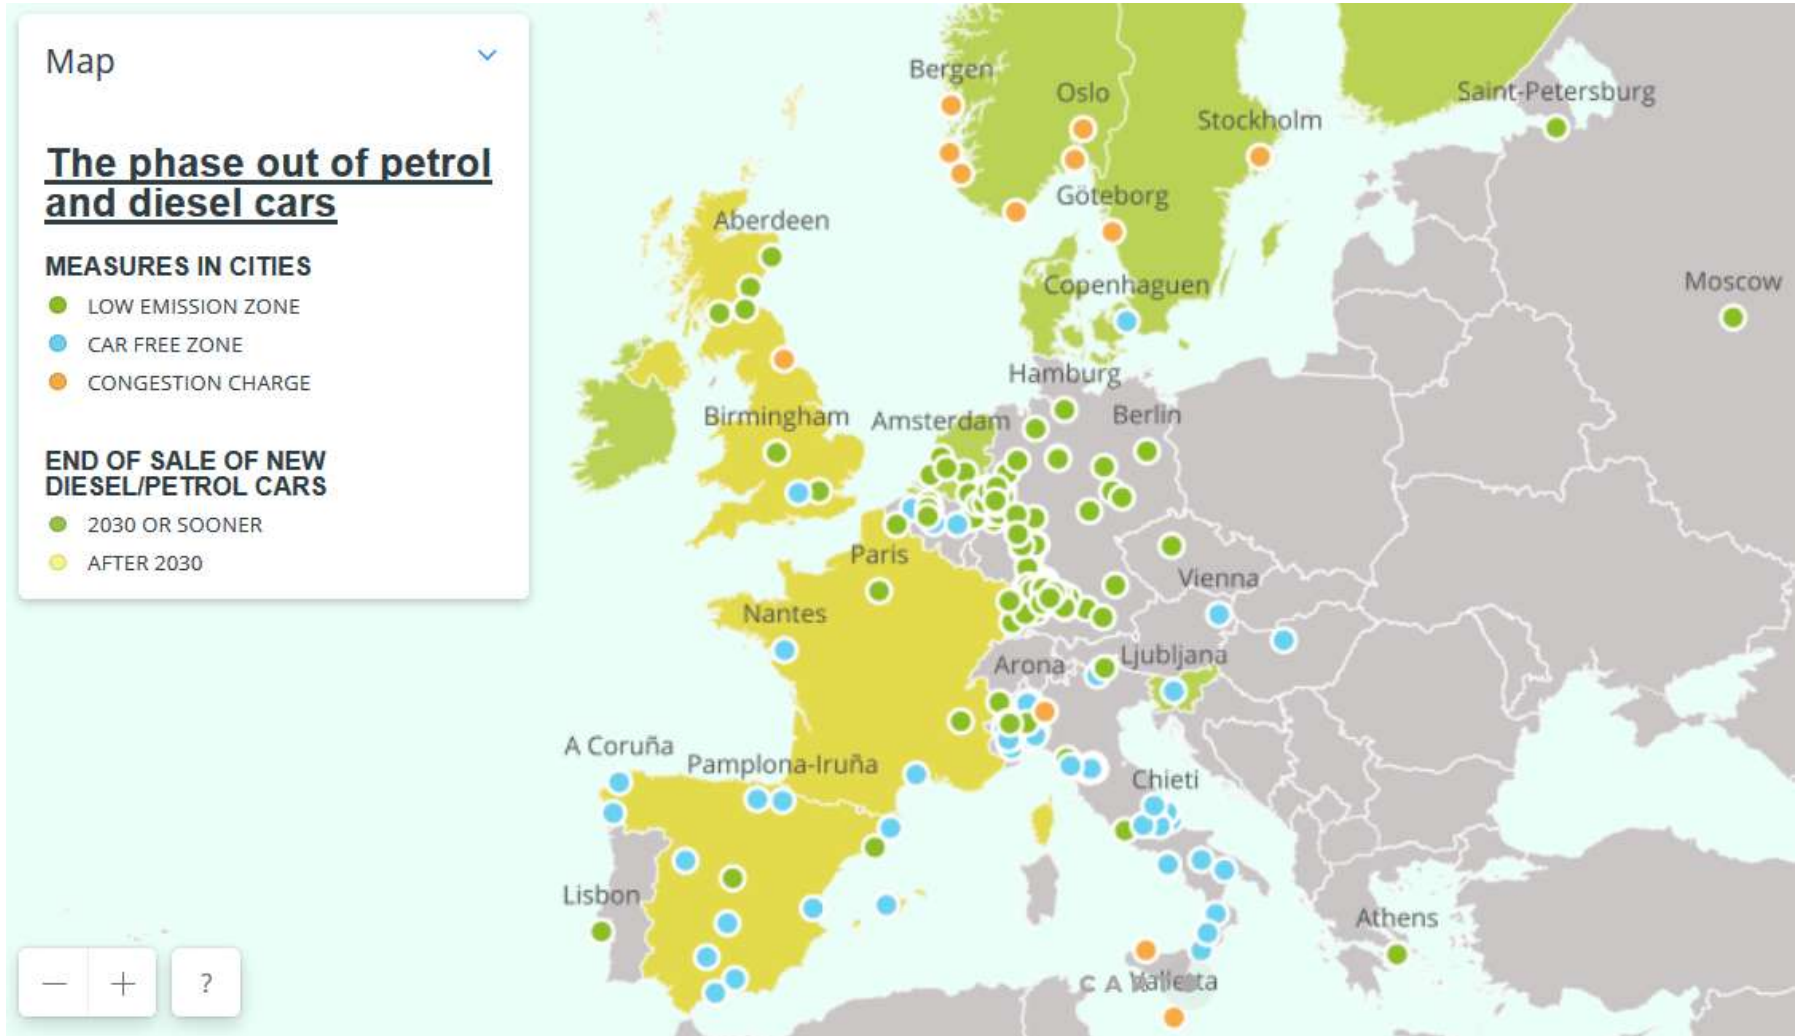 Map
The phase out of petrol
and diesel cars
MEASURES IN CITIES
LOW EMISSION ZONE
CAR FREE ZONE
CONGESTION CHARGE
END OF SALE OF NEW
DIESEL/PETROL CARS
2030 OR SOONER
AFTER 2030
Bergen
Oslo
Stockholm
Saint-Petersburg
Göteborg
Aberdeen
Copenhaguen
Moscow
Hamburg
Birmingham
Amsterdam
Berlin
Paris
Vienna
Nantes
Arona
Ljubljana
A Coruña
Pamplona-Iruña
Chieti
Lisbon
Athens
C A
Valletta
?